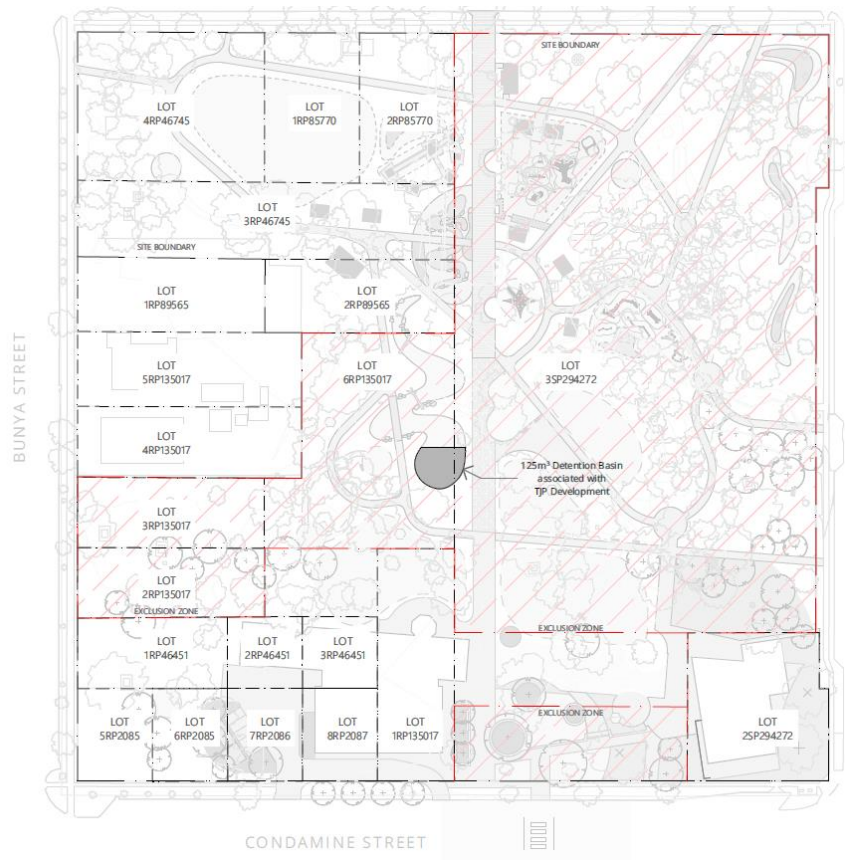 SITE BOUNDARY
LOT
4RP46745
LOT
1RP85770
LOT
2RP85770
LOT
3RP46745
SITE BOUNDARY
LOT
1RP89565
LOT
2RP89565
BUNYA STREET
LOT
5RP135017
LOT
6RP135017
LOT
3SP294272
LOT
4RP135017
125m³ Detention Basin
associated with
TJP Development
LOT
3RP135017
LOT
2RP135017
EXCLUSION ZONE
EXCLUSION ZONE
LOT
1RP46451
LOT
2RP46451
LOT
3RP46451
EXCLUSION ZONE
LOT
5RP2085
LOT
6RP2085
LOT
7RP2086
LOT
8RP2087
LOT
1RP135017
LOT
2SP294272
CONDAMINE STREET